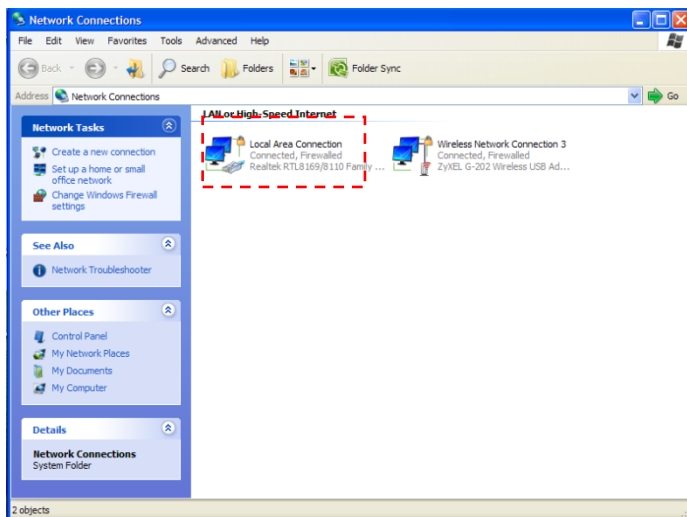 Network Connections
File Edit View Favorites Tools Advanced Help
Back Search Folders Folder Sync
Address Network Connections Go
LAN or High-Speed Internet
Network Tasks
Create a new connection
Set up a home or small
office network
Change Windows Firewall
settings
See Also
Network Troubleshooter
Other Places
Control Panel
My Network Places
My Documents
My Computer
Details
Network Connections
System Folder
Local Area Connection
Connected, Firewalled
Realtek RTL8169/8110 Family ...
Wireless Network Connection 3
Connected, Firewalled
ZyXEL G-202 Wireless USB Ad...
2 objects